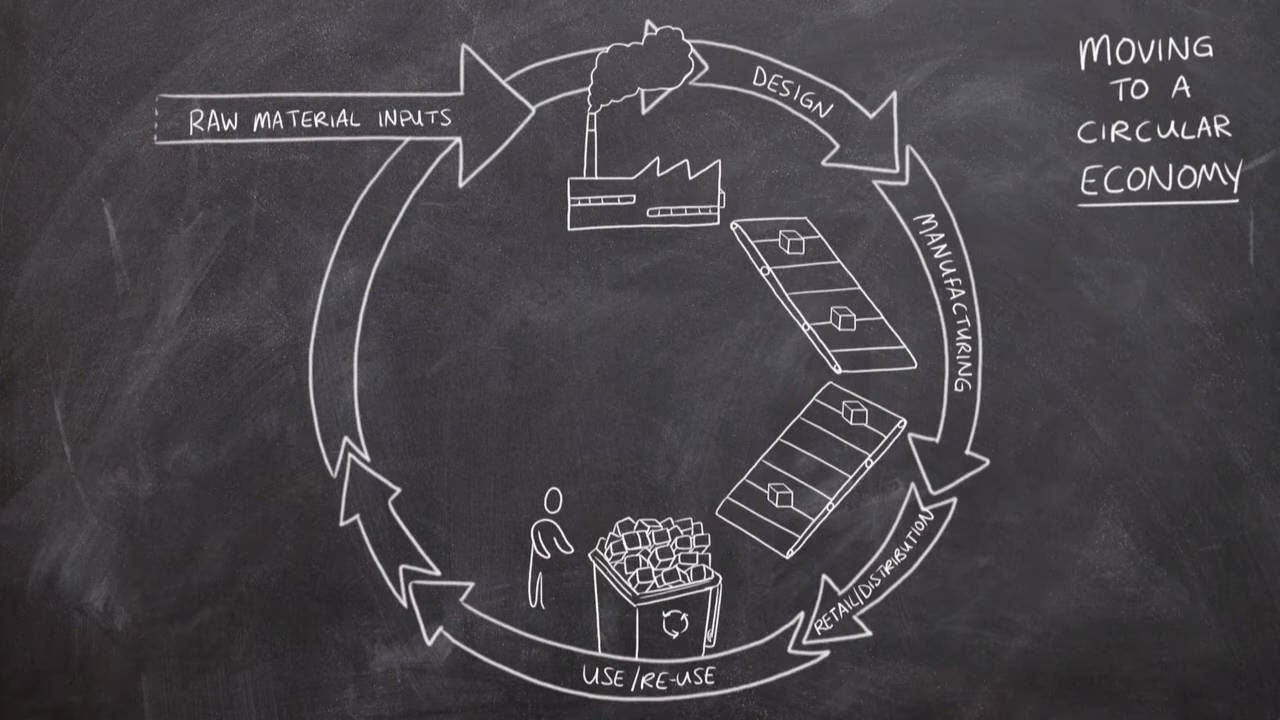 MOVING
TO A
CIRCULAR
ECONOMY
RAW MATERIAL INPUTS
DESIGN
MANUFACTURING
RETAIL/DISTRIBUTION
USE/RE-USE